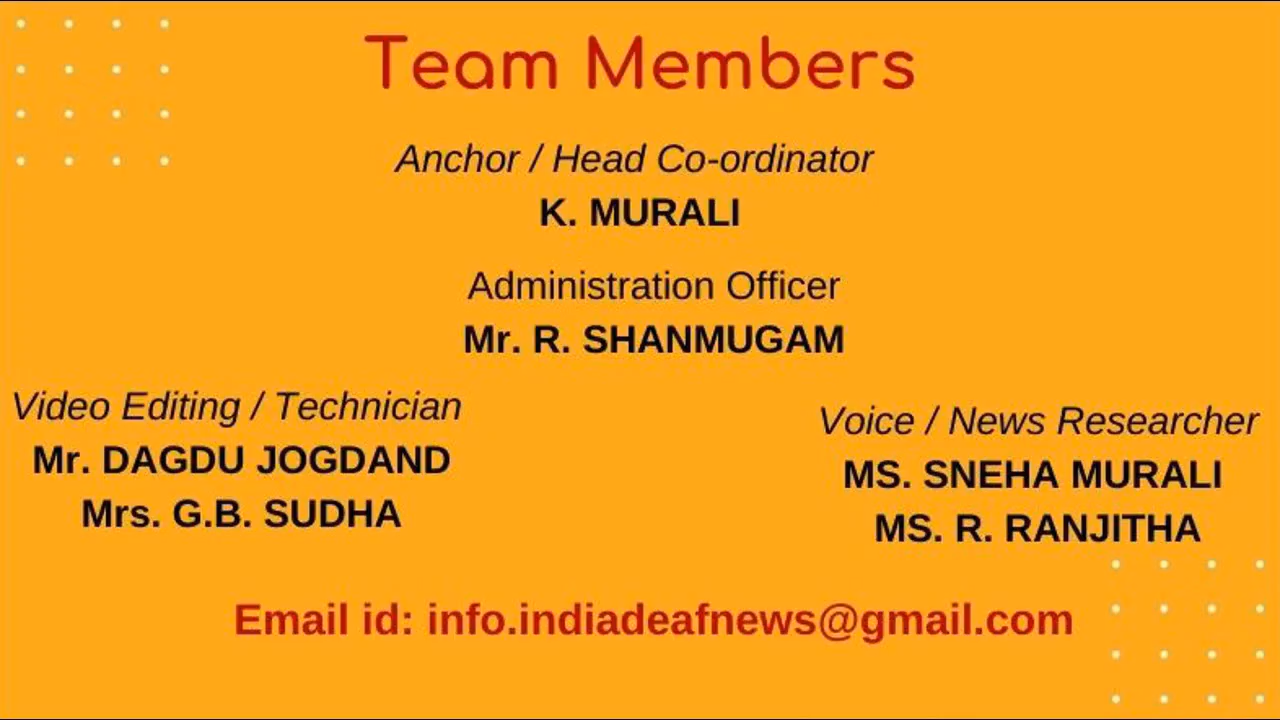 Team Members
Anchor / Head Co-ordinator
K. MURALI
Administration Officer
Mr. R. SHANMUGAM
Video Editing / Technician
Mr. DAGDU JOGDAND
Mrs. G.B. SUDHA
Voice / News Researcher
MS. SNEHA MURALI
MS. R. RANJITHA
Email id: info.indiadeafnews@gmail.com